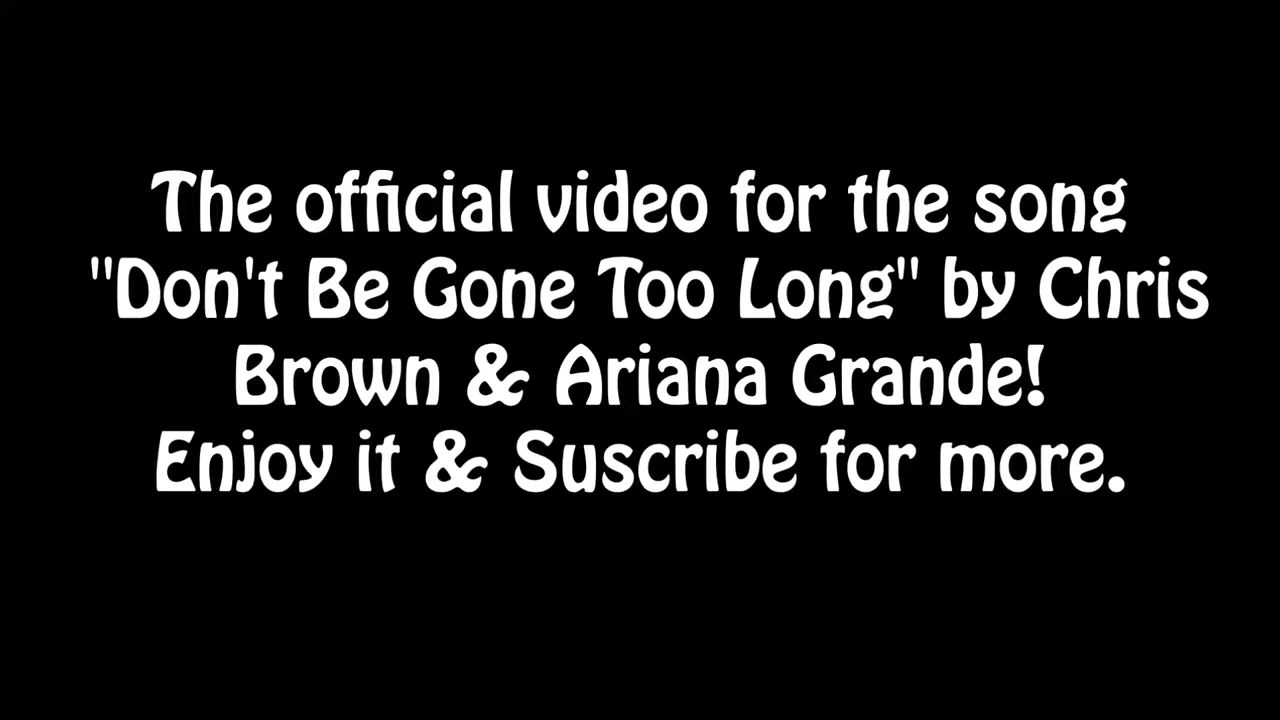 The official video for the song
"Don't Be Gone Too Long" by Chris
Brown & Ariana Grande!
Enjoy it & Suscribe for more.